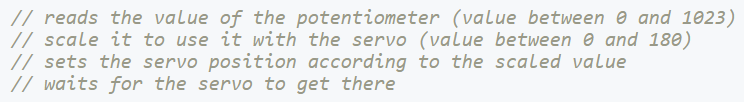 // reads the value of the potentiometer (value between 0 and 1023)
// scale it to use it with the servo (value between 0 and 180)
// sets the servo position according to the scaled value
// waits for the servo to get there